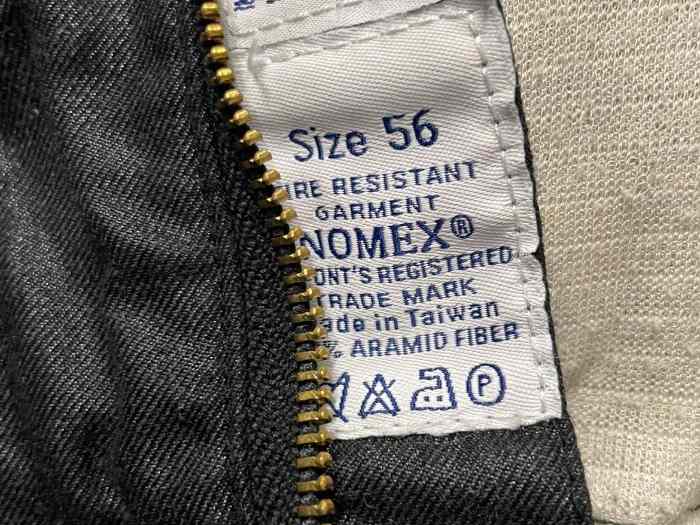 Size 56
IRE RESISTANT
GARMENT
NOMEX®
ONT'S REGISTERED
TRADE MARK
ade in Taiwan
% ARAMID FIBER
P